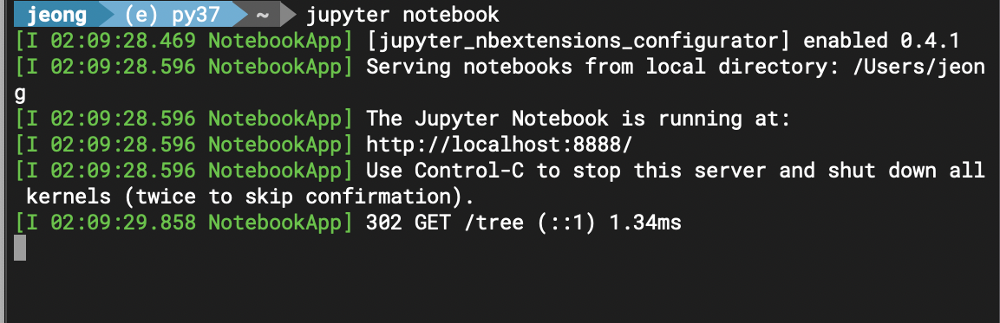 jeong (e) py37 ~ jupyter notebook
[I 02:09:28.469 NotebookApp] [jupyter_nbextensions_configurator] enabled 0.4.1
[I 02:09:28.596 NotebookApp] Serving notebooks from local directory: /Users/jeon
g
[I 02:09:28.596 NotebookApp] The Jupyter Notebook is running at:
[I 02:09:28.596 NotebookApp] http://localhost:8888/
[I 02:09:28.596 NotebookApp] Use Control-C to stop this server and shut down all
kernels (twice to skip confirmation).
[I 02:09:29.858 NotebookApp] 302 GET /tree (::1) 1.34ms